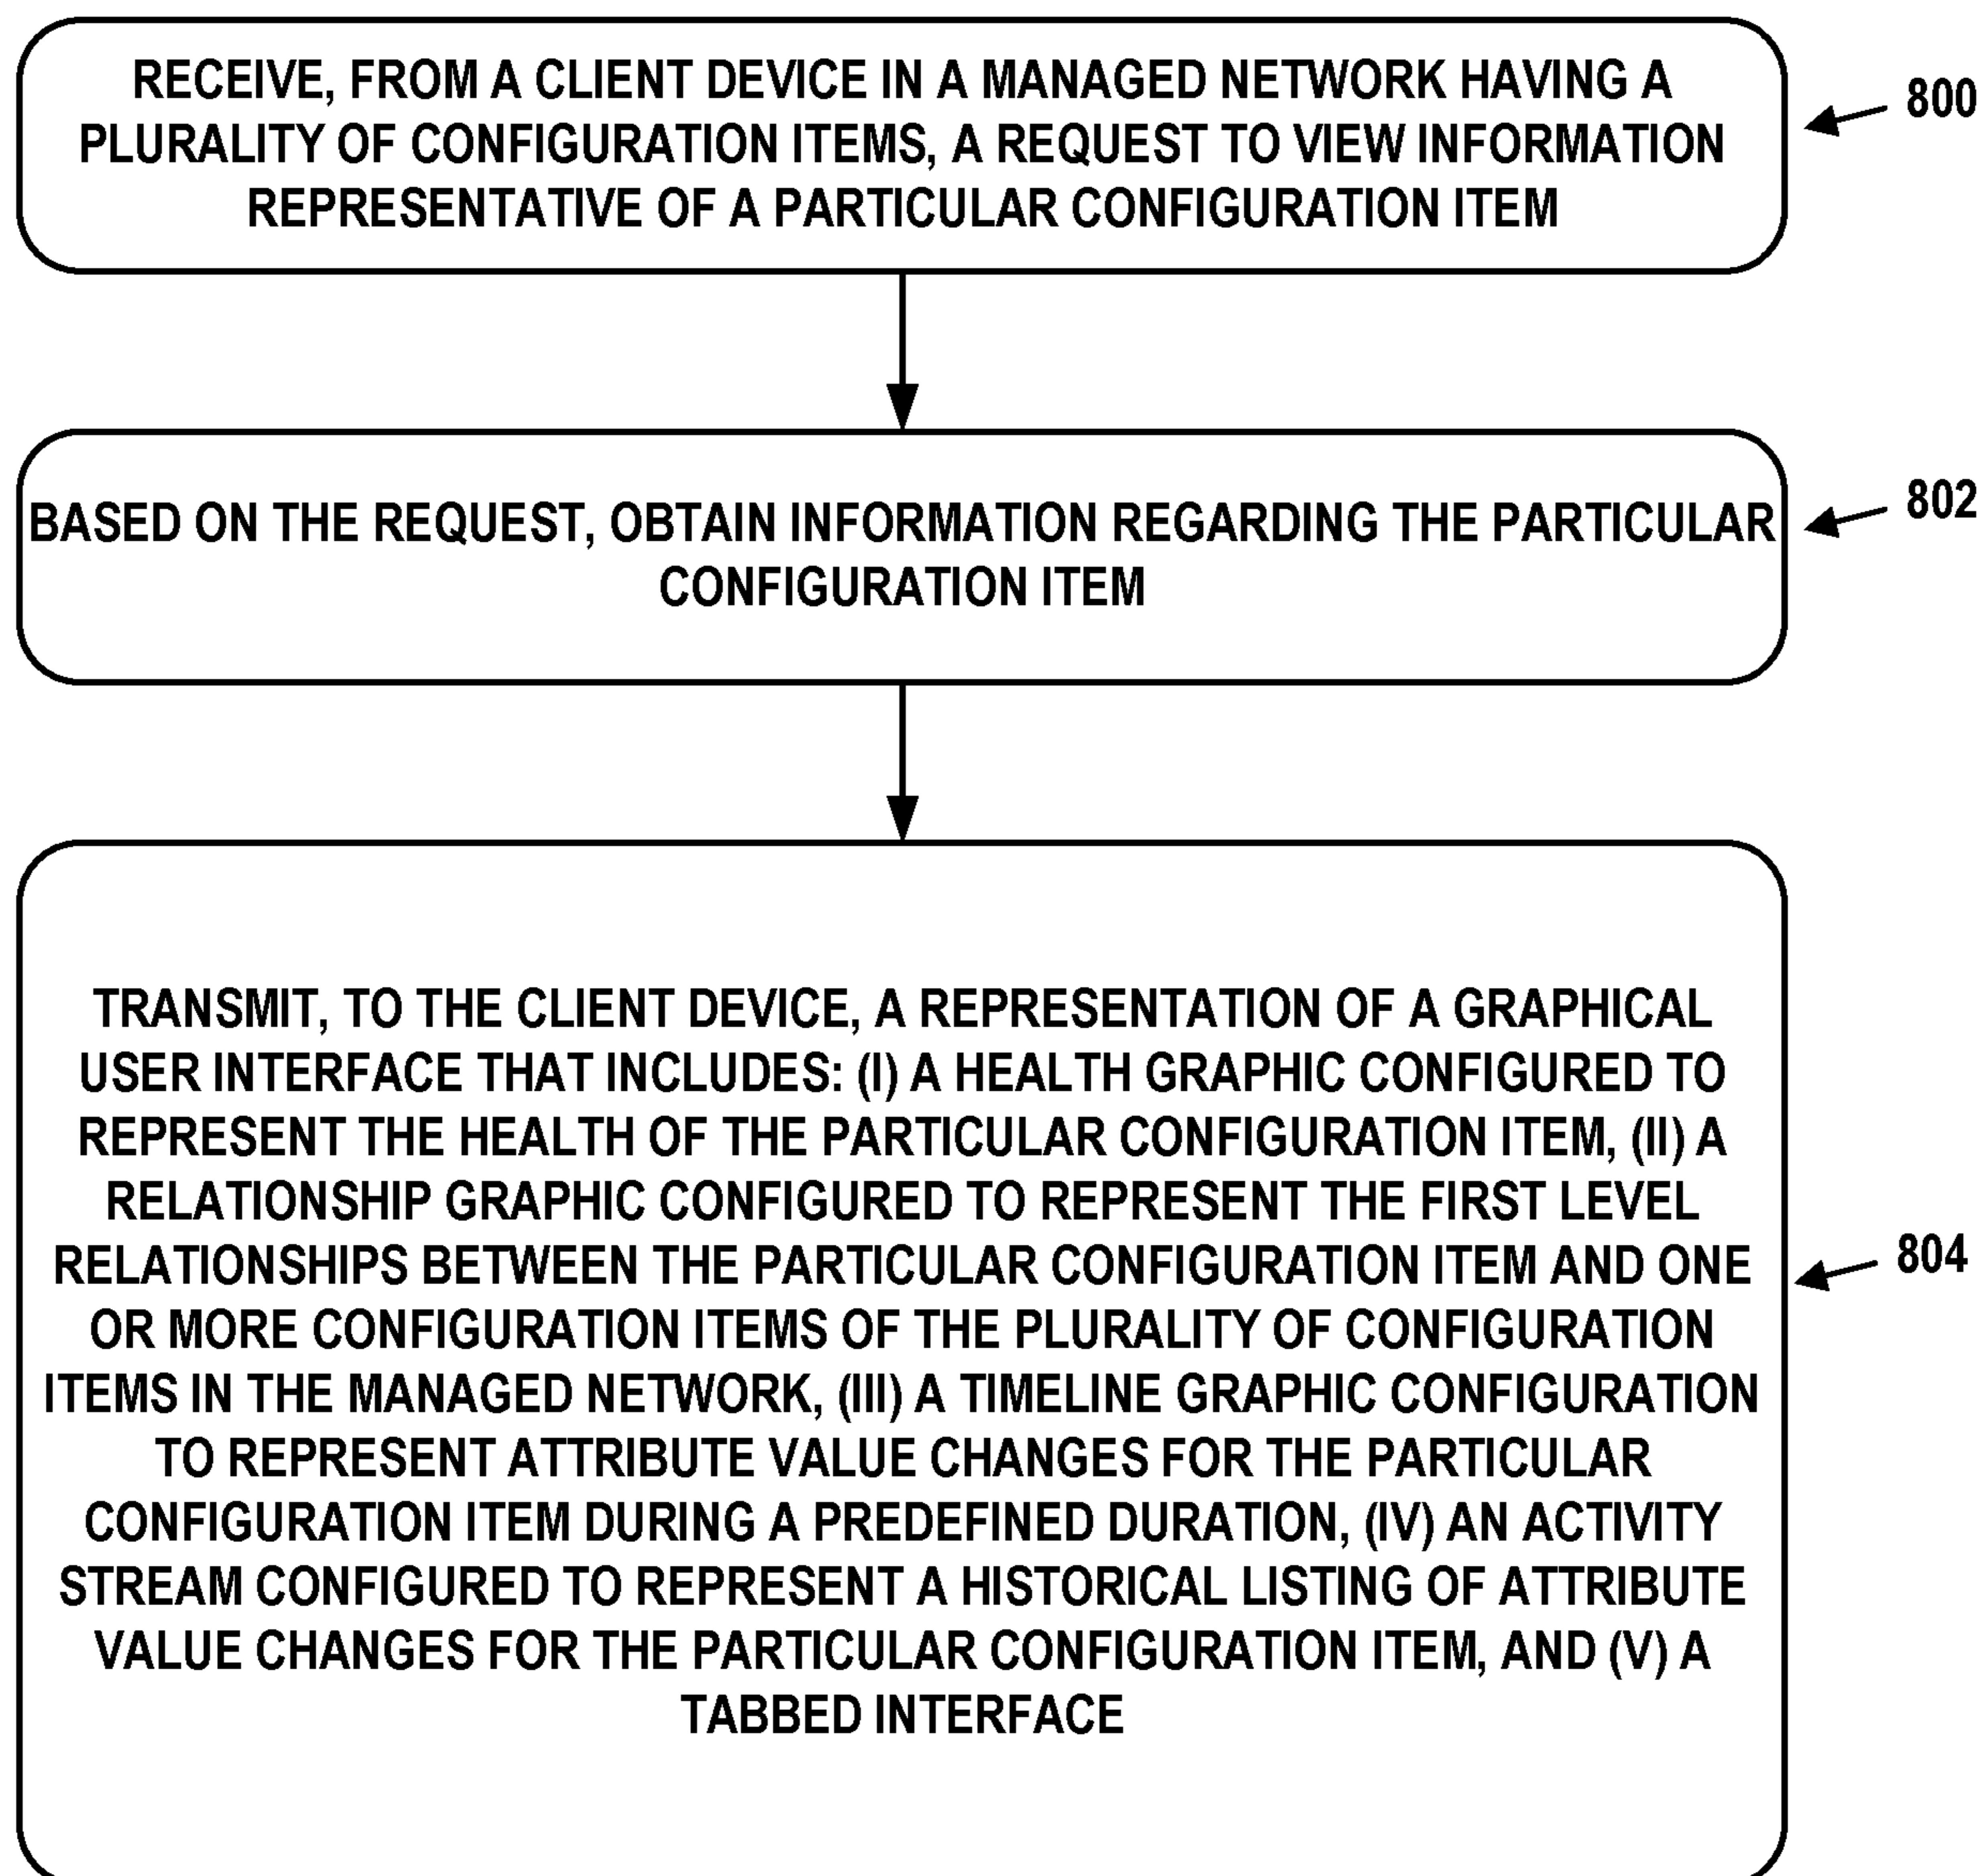 RECEIVE, FROM A CLIENT DEVICE IN A MANAGED NETWORK HAVING A
PLURALITY OF CONFIGURATION ITEMS, A REQUEST TO VIEW INFORMATION
REPRESENTATIVE OF A PARTICULAR CONFIGURATION ITEM
800
BASED ON THE REQUEST, OBTAIN INFORMATION REGARDING THE PARTICULAR
CONFIGURATION ITEM
802
TRANSMIT, TO THE CLIENT DEVICE, A REPRESENTATION OF A GRAPHICAL
USER INTERFACE THAT INCLUDES: (I) A HEALTH GRAPHIC CONFIGURED TO
REPRESENT THE HEALTH OF THE PARTICULAR CONFIGURATION ITEM, (II) A
RELATIONSHIP GRAPHIC CONFIGURED TO REPRESENT THE FIRST LEVEL
RELATIONSHIPS BETWEEN THE PARTICULAR CONFIGURATION ITEM AND ONE
OR MORE CONFIGURATION ITEMS OF THE PLURALITY OF CONFIGURATION
ITEMS IN THE MANAGED NETWORK, (III) A TIMELINE GRAPHIC CONFIGURATION
TO REPRESENT ATTRIBUTE VALUE CHANGES FOR THE PARTICULAR
CONFIGURATION ITEM DURING A PREDEFINED DURATION, (IV) AN ACTIVITY
STREAM CONFIGURED TO REPRESENT A HISTORICAL LISTING OF ATTRIBUTE
VALUE CHANGES FOR THE PARTICULAR CONFIGURATION ITEM, AND (V) A
TABBED INTERFACE
804